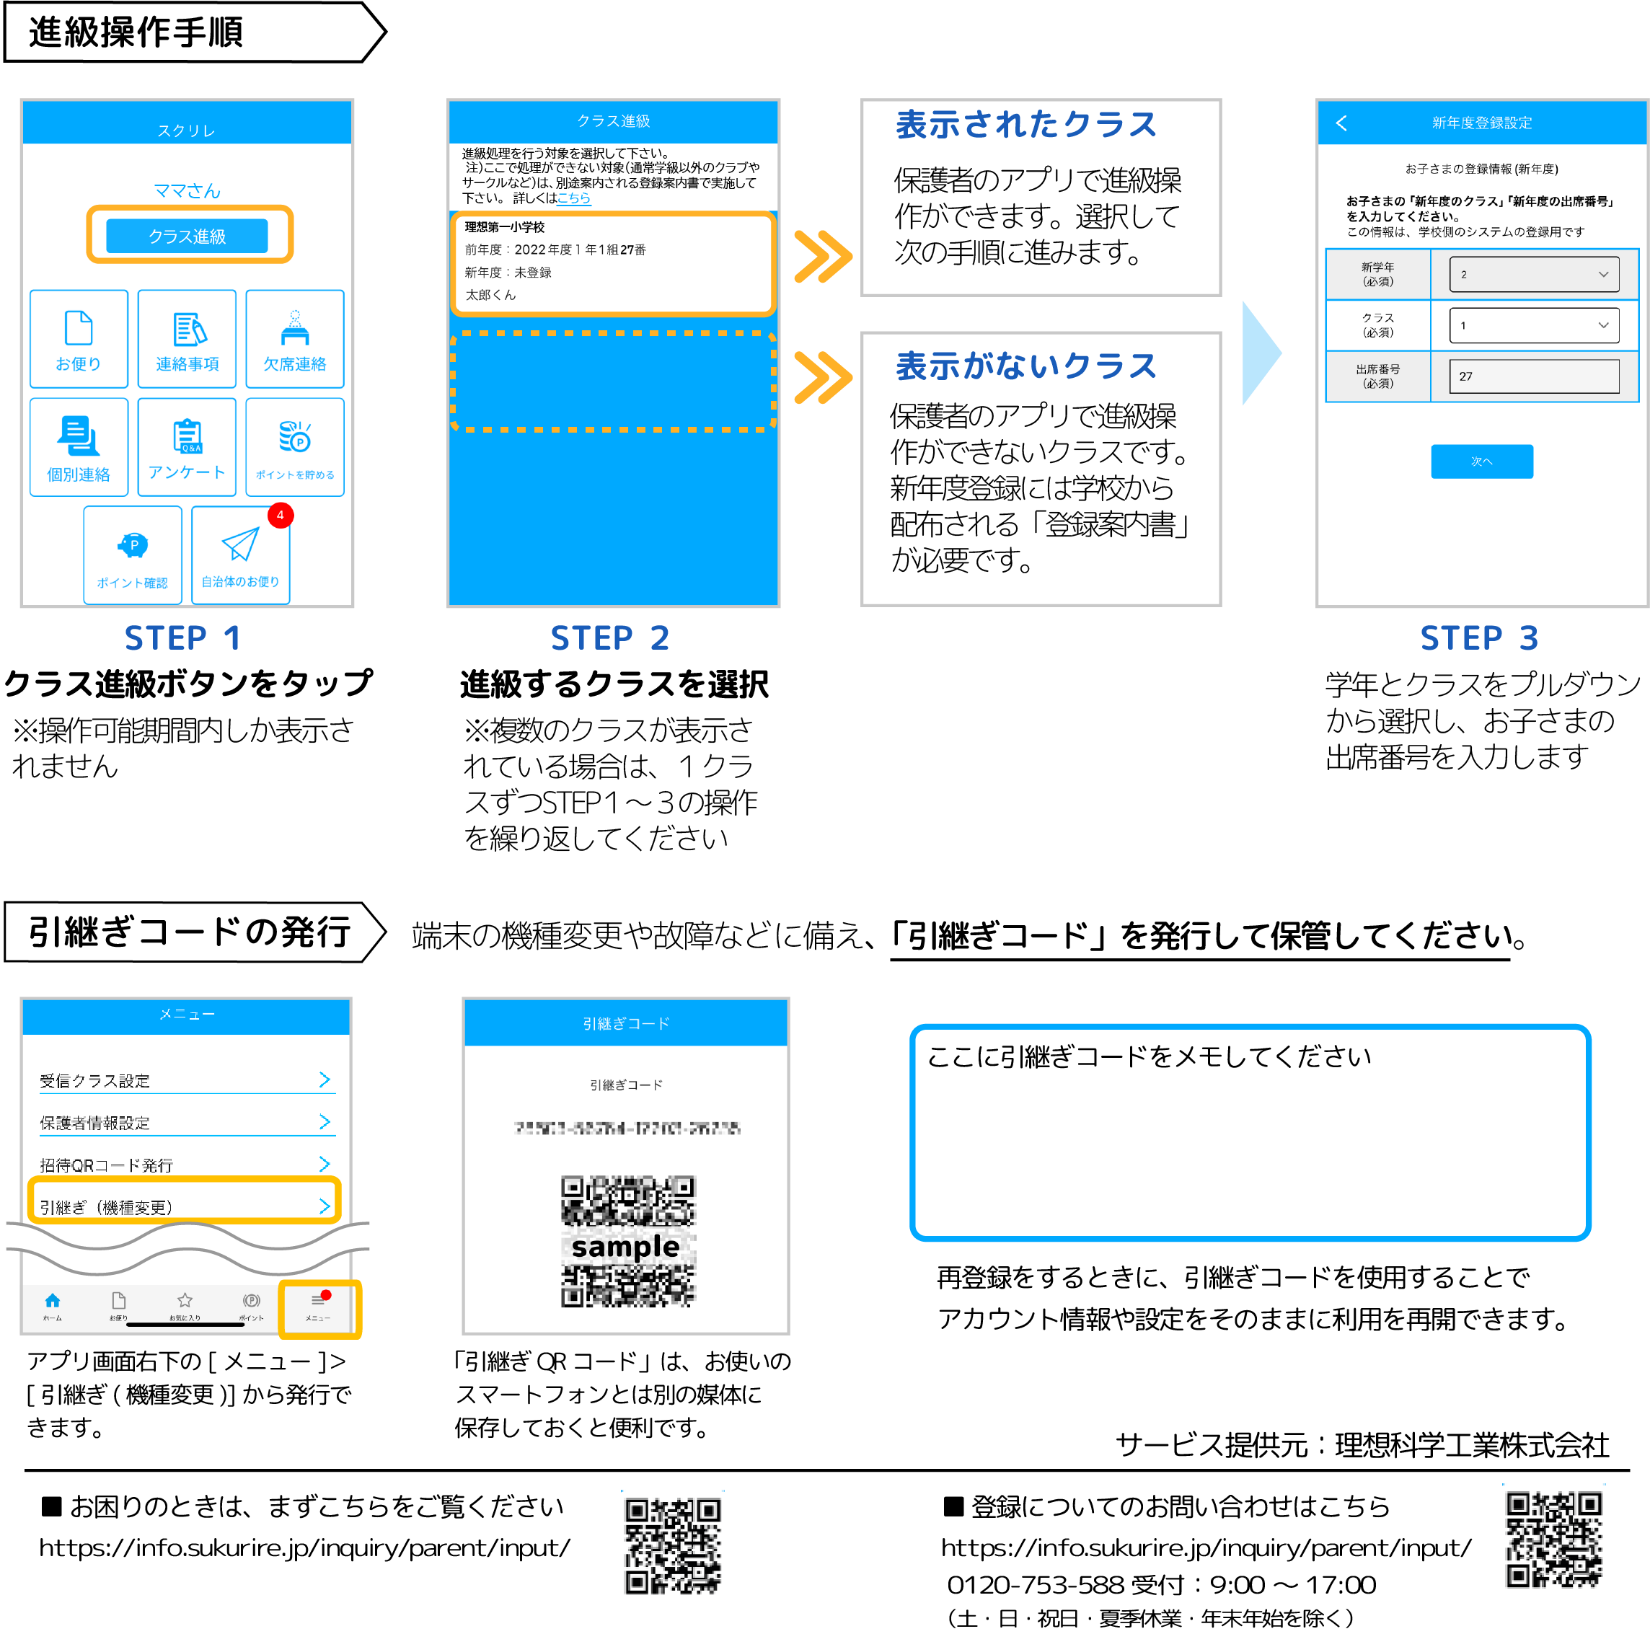 進級操作手順
スクリレ
ママさん
クラス進級
お便り
連絡事項
欠席連絡
個別連絡
Q&A
アンケート
P
ポイントを貯める
P
ポイント確認
4
自治体のお便り
STEP 1
クラス進級ボタンをタップ
※操作可能期間内しか表示さ
れません
クラス進級
進級処理を行う対象を選択して下さい。
注)ここで処理ができない対象(通常学級以外のクラブや
サークルなど)は、別途案内される登録案内書で実施して
下さい。 詳しくはこちら
理想第一小学校
前年度：2022年度1年1組27番
新年度：未登録
太郎くん
STEP 2
進級するクラスを選択
※複数のクラスが表示さ
れている場合は、１クラ
スずつSTEP１～３の操作
を繰り返してください
表示されたクラス
保護者のアプリで進級操
作ができます。選択して
次の手順に進みます。
表示がないクラス
保護者のアプリで進級操
作ができないクラスです。
新年度登録には学校から
配布される「登録案内書」
が必要です。
新年度登録設定
お子さまの登録情報(新年度)
お子さまの「新年度のクラス」「新年度の出席番号」
を入力してください。
この情報は、学校側のシステムの登録用です
新学年
(必須)
2
クラス
(必須)
1
出席番号
(必須)
27
次へ
STEP 3
学年とクラスをプルダウン
から選択し、お子さまの
出席番号を入力します
引継ぎコードの発行
端末の機種変更や故障などに備え、「引継ぎコード」を発行して保管してください。
メニュー
受信クラス設定
保護者情報設定
招待QRコード発行
引継ぎ（機種変更）
ホーム
お便り
お気に入り
ポイント
メニュー
アプリ画面右下の [ メニュー ]>
[ 引継ぎ ( 機種変更 )] から発行で
きます。
引継ぎコード
引継ぎコード
sample
「引継ぎ QR コード」は、お使いの
スマートフォンとは別の媒体に
保存しておくと便利です。
ここに引継ぎコードをメモしてください
再登録をするときに、引継ぎコードを使用することで
アカウント情報や設定をそのままに利用を再開できます。
サービス提供元：理想科学工業株式会社
■ お困りのときは、まずこちらをご覧ください
https://info.sukurire.jp/inquiry/parent/input/
■ 登録についてのお問い合わせはこちら
https://info.sukurire.jp/inquiry/parent/input/
0120-753-588 受付：9:00 ～ 17:00
（土・日・祝日・夏季休業・年末年始を除く）